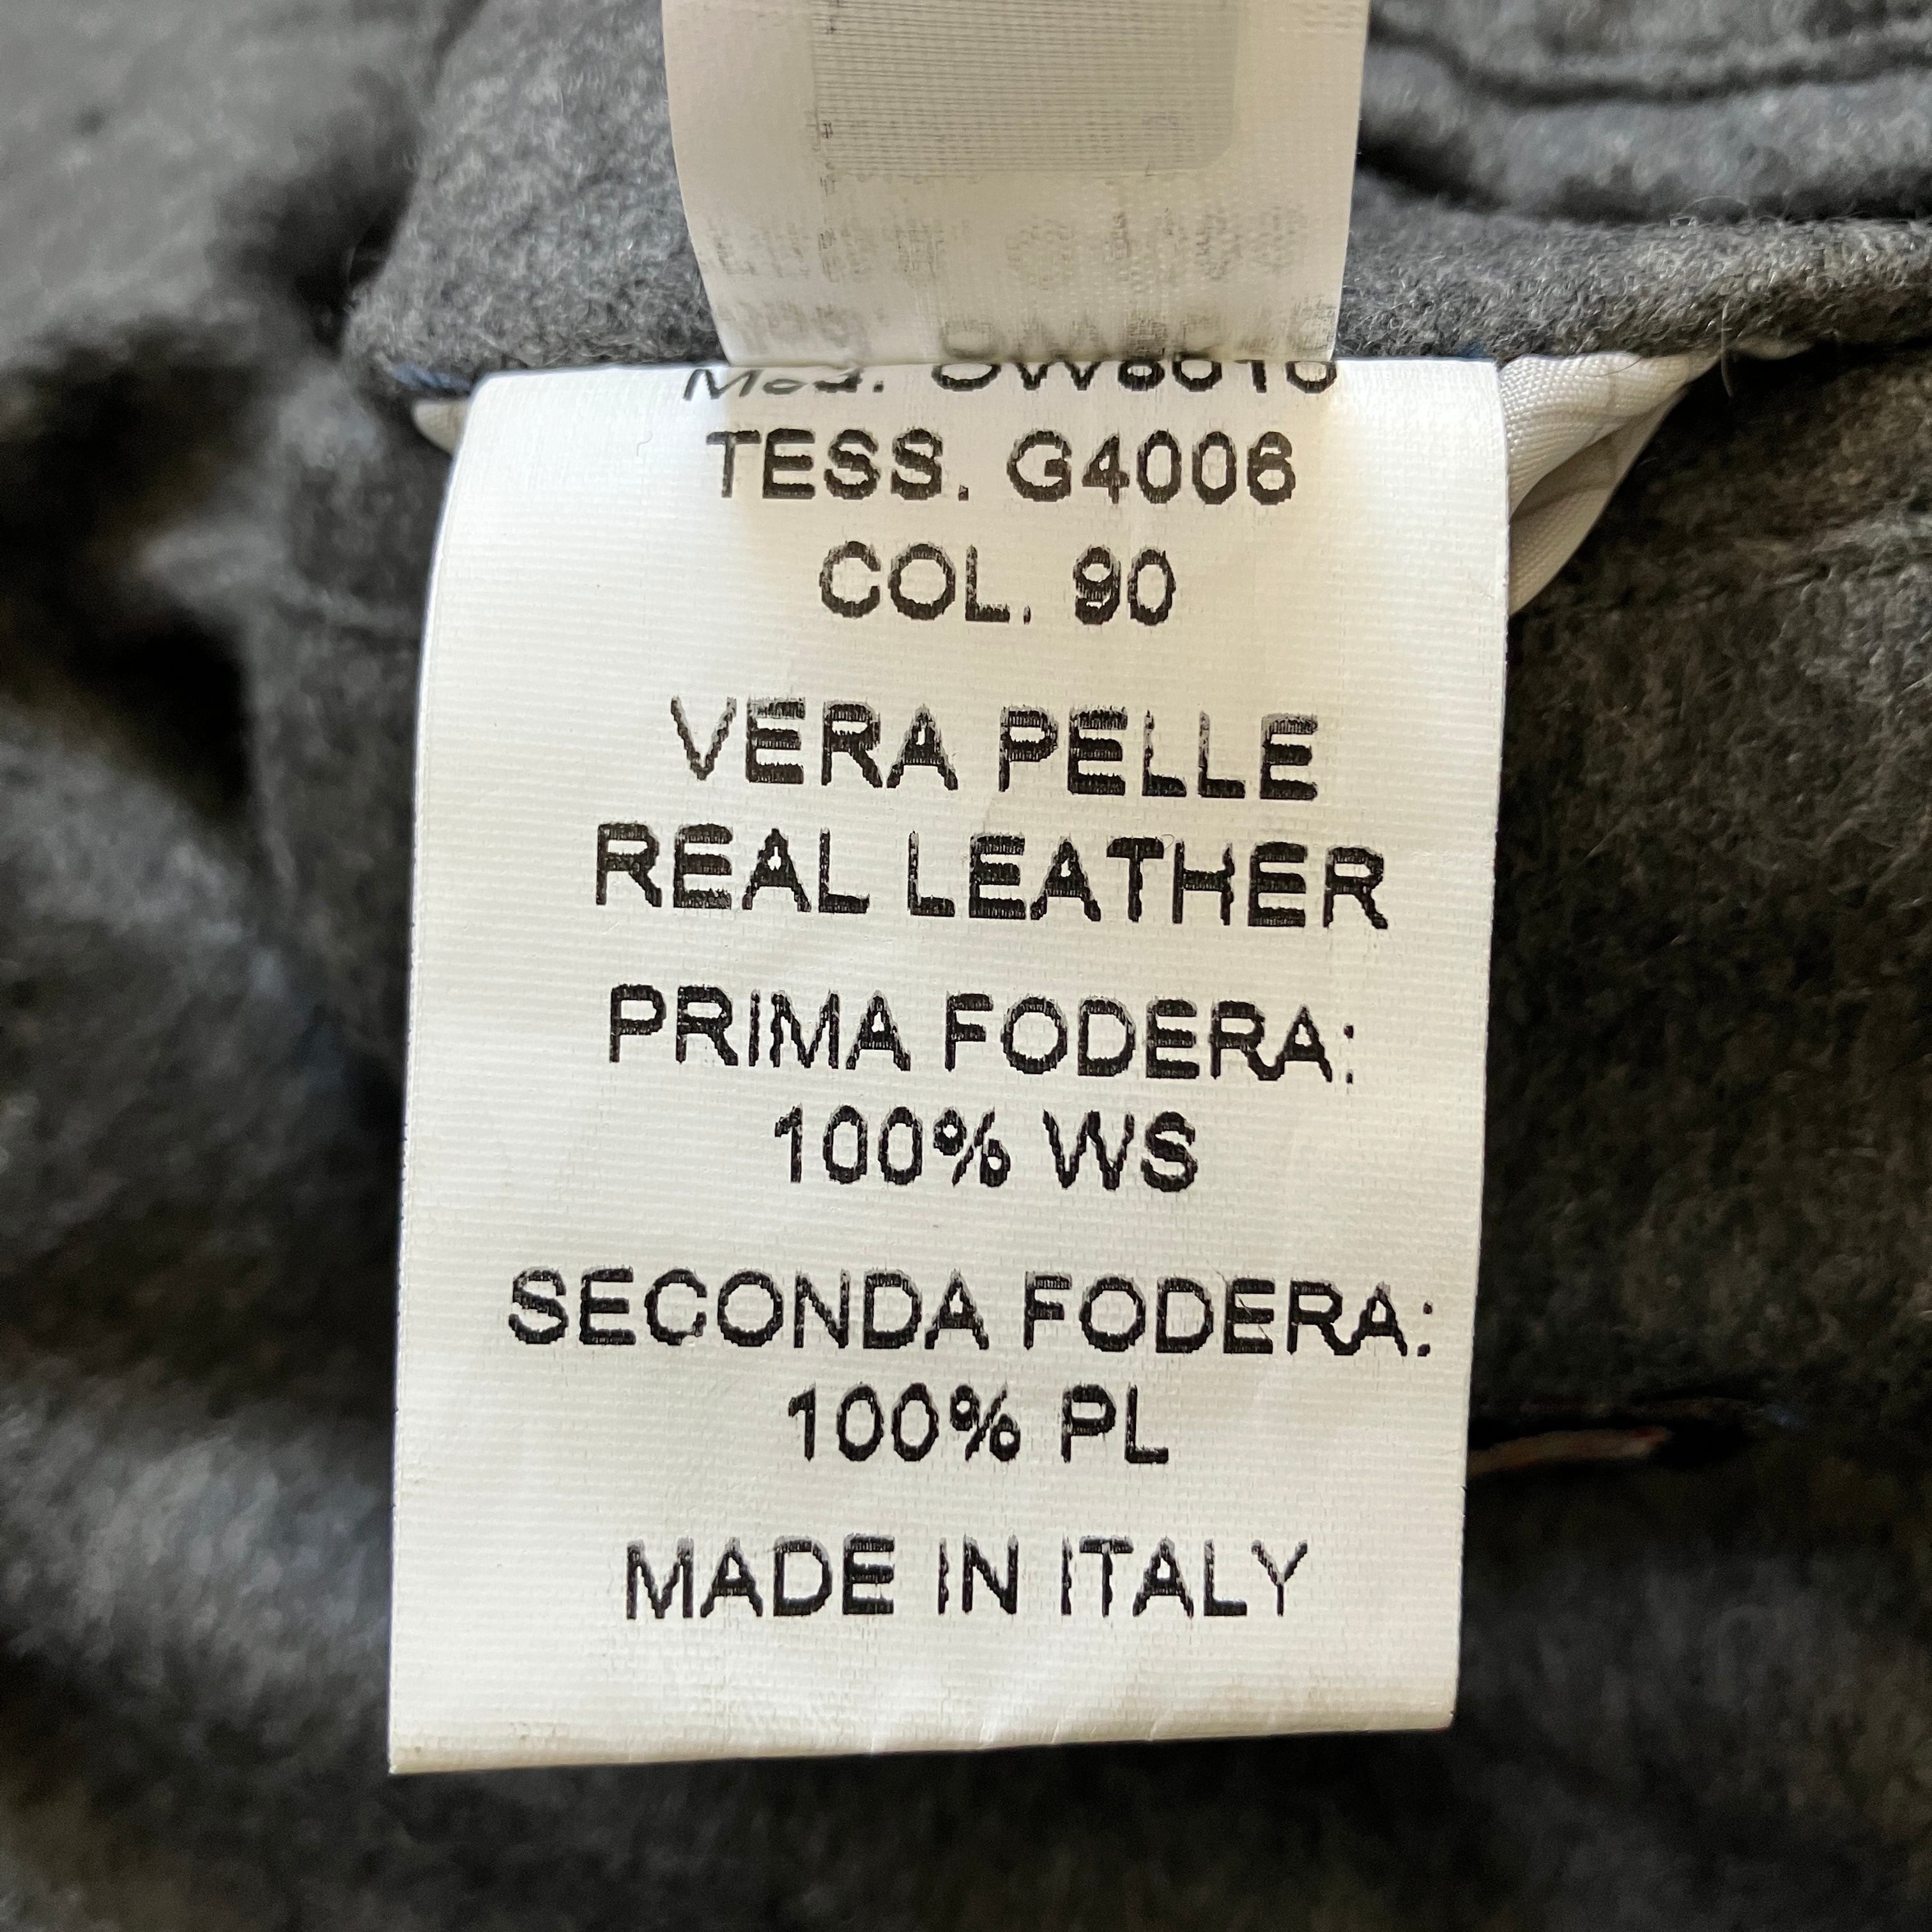 TESS. G4006
COL. 90
VERA PELLE
REAL LEATHER
PRIMA FODERA:
100% WS
SECONDA FODERA:
100% PL
MADE IN ITALY